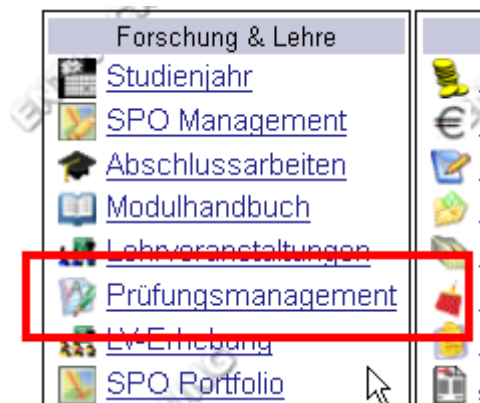 Forschung & Lehre
Studienjahr
SPO Management
Abschlussarbeiten
Modulhandbuch
Lehrveranstaltungen
Prüfungsmanagement
LV-Erhebung
SPO Portfolio